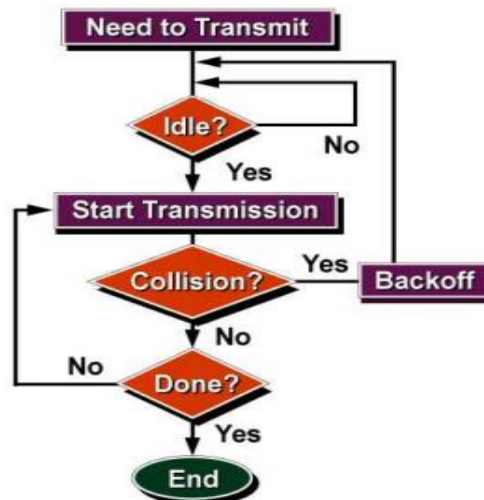 Need to Transmit
Idle?
No
Yes
Start Transmission
Collision?
Yes
Backoff
No
No
Done?
Yes
End